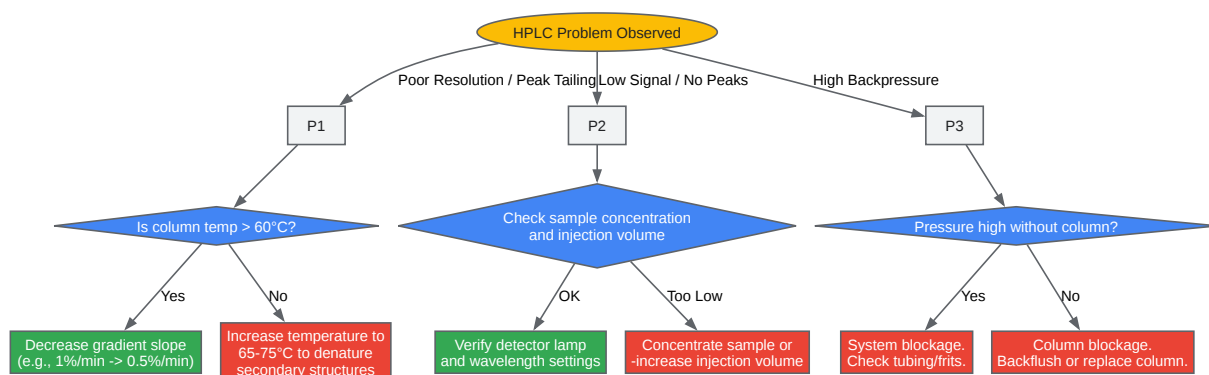 HPLC Problem Observed
Poor Resolution / Peak Tailing
Low Signal / No Peaks
High Backpressure
P1
P2
P3
Is column temp > 60°C?
Check sample concentration
and injection volume
Pressure high without column?
Yes
No
OK
Too Low
Yes
No
Decrease gradient slope
(e.g., 1%/min -> 0.5%/min)
Increase temperature to
65-75°C to denature
secondary structures
Verify detector lamp
and wavelength settings
Concentrate sample or
-increase injection volume
System blockage.
Check tubing/frits.
Column blockage.
Backflush or replace column.